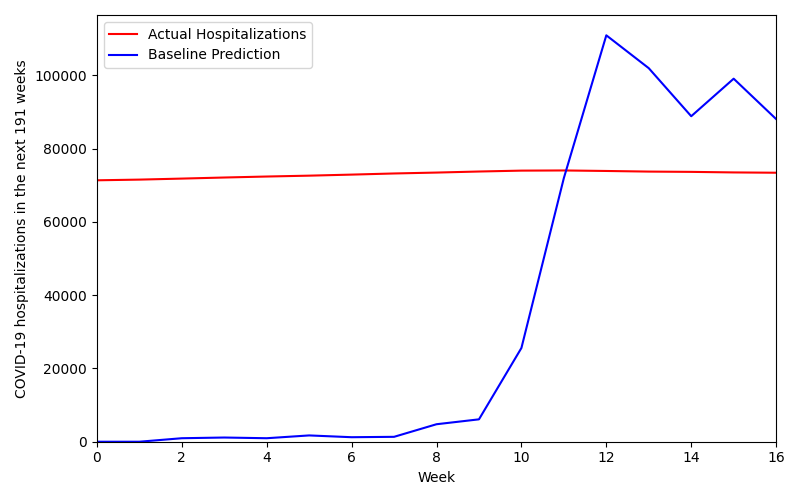 Actual Hospitalizations
Baseline Prediction
COVID-19 hospitalizations in the next 191 weeks
100000
80000
60000
40000
20000
0
0 2 4 6 8 10 12 14 16
Week